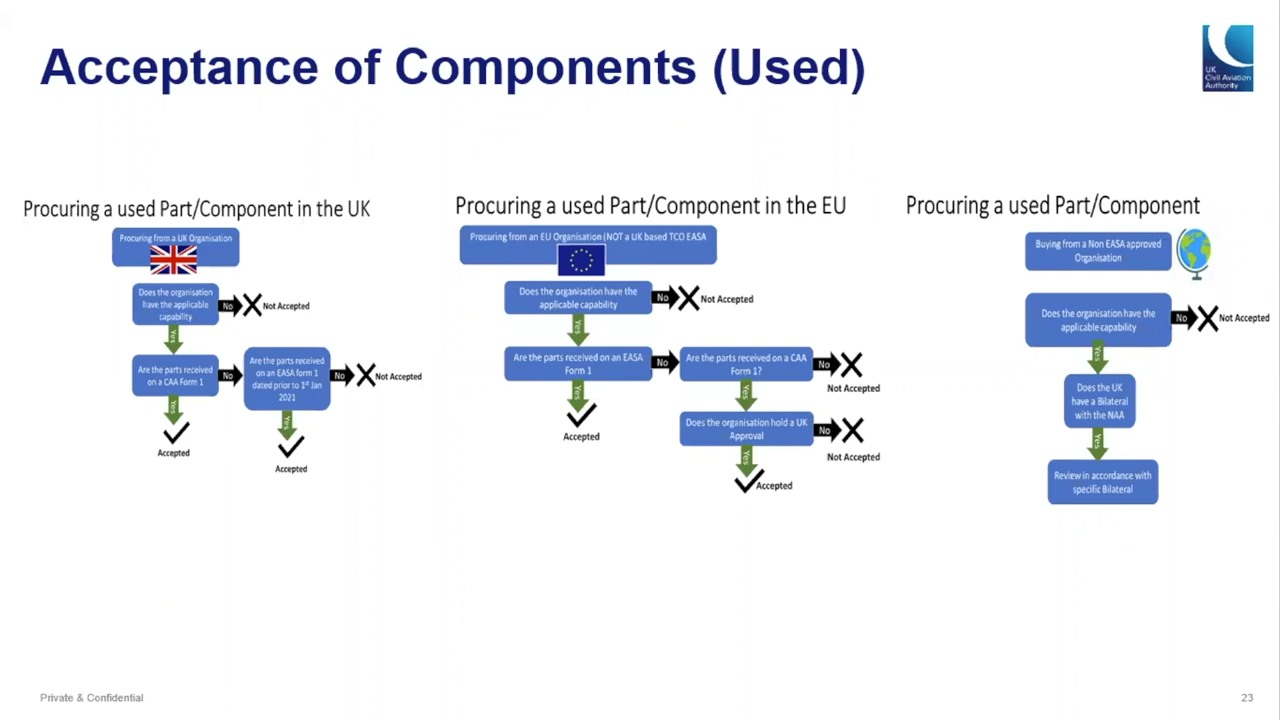 Acceptance of Components (Used)
UK
Civil Aviation
Authority
Procuring a used Part/Component in the UK
Procuring from a UK Organisation
Does the organisation
have the applicable
capability
No
Not Accepted
Yes
Are the parts received
on a CAA Form 1
No
Are the parts received
on an EASA form 1
dated prior to 1st Jan
2021
No
Not Accepted
Yes
Accepted
Yes
Accepted
Procuring a used Part/Component in the EU
Procuring from an EU Organisation (NOT a UK based TCO EASA
Does the organisation have the
applicable capability
No
Not Accepted
Yes
Are the parts received on an EASA
Form 1
No
Are the parts received on a CAA
Form 1?
No
Not Accepted
Yes
Accepted
Yes
Does the organisation hold a UK
Approval
No
Not Accepted
Yes
Accepted
Procuring a used Part/Component
Buying from a Non EASA approved
Organisation
Does the organisation have the
applicable capability
No
Not Accepted
Yes
Does the UK
have a Bilateral
with the NAA
Yes
Review in accordance with
specific Bilateral
Private & Confidential
23